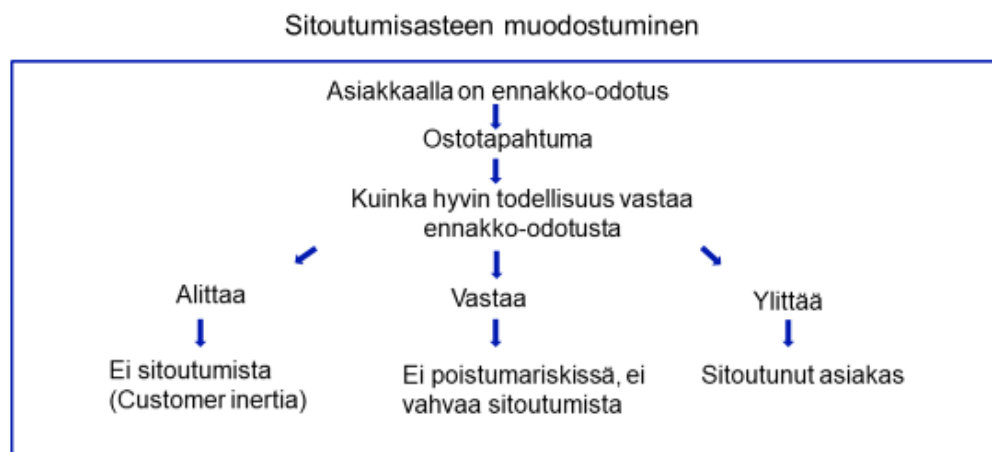 Sitoutumisasteen muodostuminen
Asiakkaalla on ennakko-odotus
Ostotapahtuma
Kuinka hyvin todellisuus vastaa
ennakko-odotusta
Alittaa
Vastaa
Ylittää
Ei sitoutumista
(Customer inertia)
Ei poistumariskissä, ei
vahvaa sitoutumista
Sitoutunut asiakas